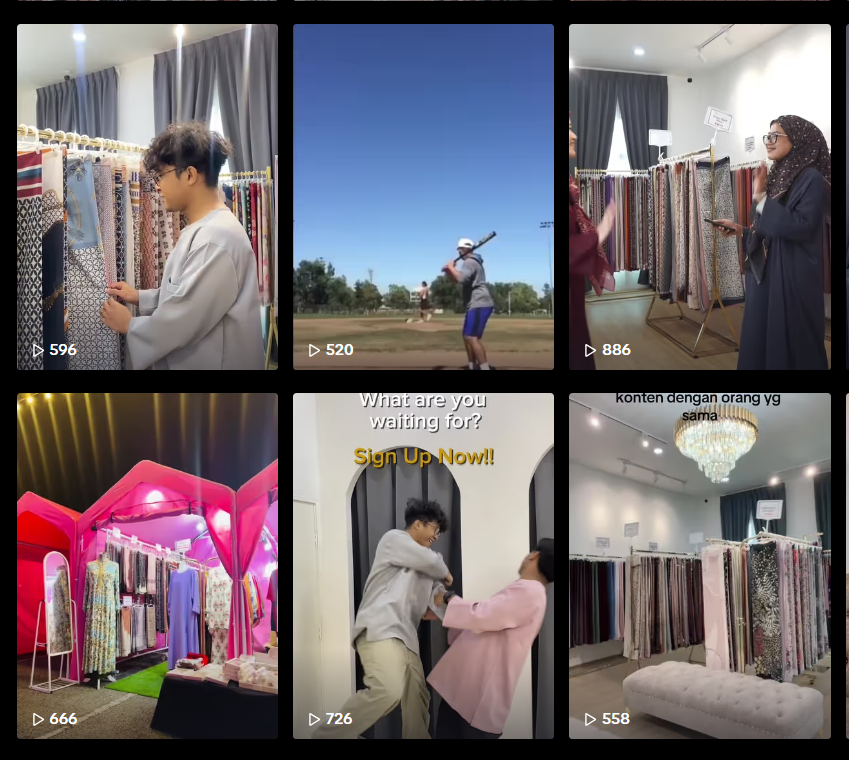 596
520
886
What are you
waiting for?
Sign Up Now!!
konten dengan orang yg
sama
666
726
558